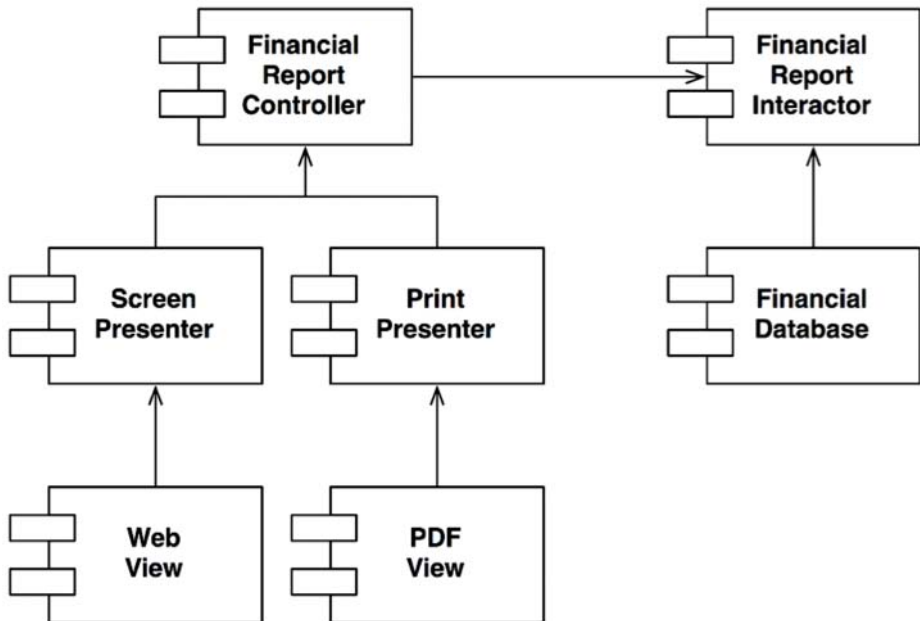 Financial
Report
Controller
Financial
Report
Interactor
Screen
Presenter
Print
Presenter
Financial
Database
Web
View
PDF
View